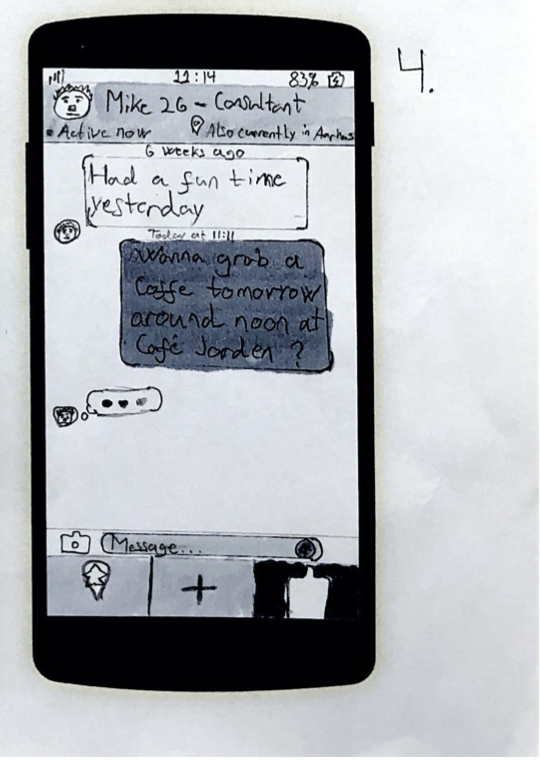 4.
11:14 83%
Mike 26 - Consultant
Active now Also currently in Aarhus
6 weeks ago
Had a fun time
yesterday
Today at 11:11
Wanna grab a
Coffe tomorrow
around noon at
Café Jorden ?
Message...